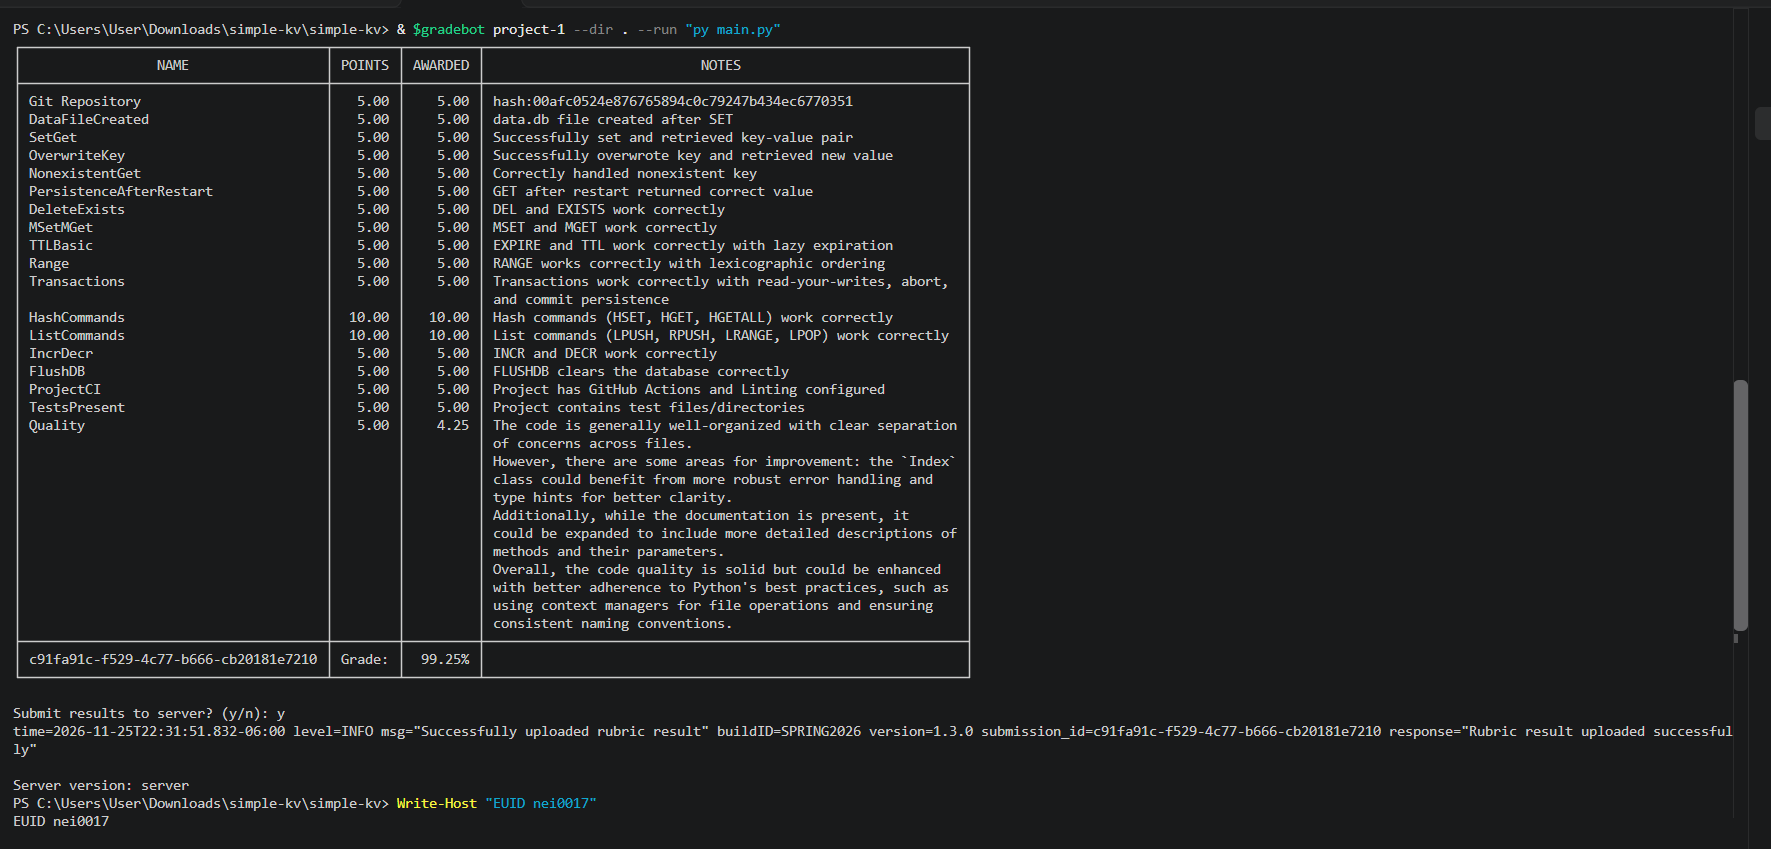 PS C:\Users\User\Downloads\simple-kv\simple-kv> & $gradebot project-1 --dir . --run "py main.py"
NAME POINTS AWARDED NOTES
Git Repository 5.00 5.00 hash:00afc0524e876765894c0c79247b434ec6770351
DataFileCreated 5.00 5.00 data.db file created after SET
SetGet 5.00 5.00 Successfully set and retrieved key-value pair
OverwriteKey 5.00 5.00 Successfully overwrote key and retrieved new value
NonexistentGet 5.00 5.00 Correctly handled nonexistent key
PersistenceAfterRestart 5.00 5.00 GET after restart returned correct value
DeleteExists 5.00 5.00 DEL and EXISTS work correctly
MSetMGet 5.00 5.00 MSET and MGET work correctly
TTLBasic 5.00 5.00 EXPIRE and TTL work correctly with lazy expiration
Range 5.00 5.00 RANGE works correctly with lexicographic ordering
Transactions 5.00 5.00 Transactions work correctly with read-your-writes, abort,
and commit persistence
HashCommands 10.00 10.00 Hash commands (HSET, HGET, HGETALL) work correctly
ListCommands 10.00 10.00 List commands (LPUSH, RPUSH, LRANGE, LPOP) work correctly
IncrDecr 5.00 5.00 INCR and DECR work correctly
FlushDB 5.00 5.00 FLUSHDB clears the database correctly
ProjectCI 5.00 5.00 Project has GitHub Actions and Linting configured
TestsPresent 5.00 5.00 Project contains test files/directories
Quality 5.00 4.25 The code is generally well-organized with clear separation
of concerns across files.
However, there are some areas for improvement: the `Index`
class could benefit from more robust error handling and
type hints for better clarity.
Additionally, while the documentation is present, it
could be expanded to include more detailed descriptions of
methods and their parameters.
Overall, the code quality is solid but could be enhanced
with better adherence to Python's best practices, such as
using context managers for file operations and ensuring
consistent naming conventions.
c91fa91c-f529-4c77-b666-cb20181e7210 Grade: 99.25%
Submit results to server? (y/n): y
time=2026-11-25T22:31:51.832-06:00 level=INFO msg="Successfully uploaded rubric result" buildID=SPRING2026 version=1.3.0 submission_id=c91fa91c-f529-4c77-b666-cb20181e7210 response="Rubric result uploaded successful
ly"
Server version: server
PS C:\Users\User\Downloads\simple-kv\simple-kv> Write-Host "EUID nei0017"
EUID nei0017